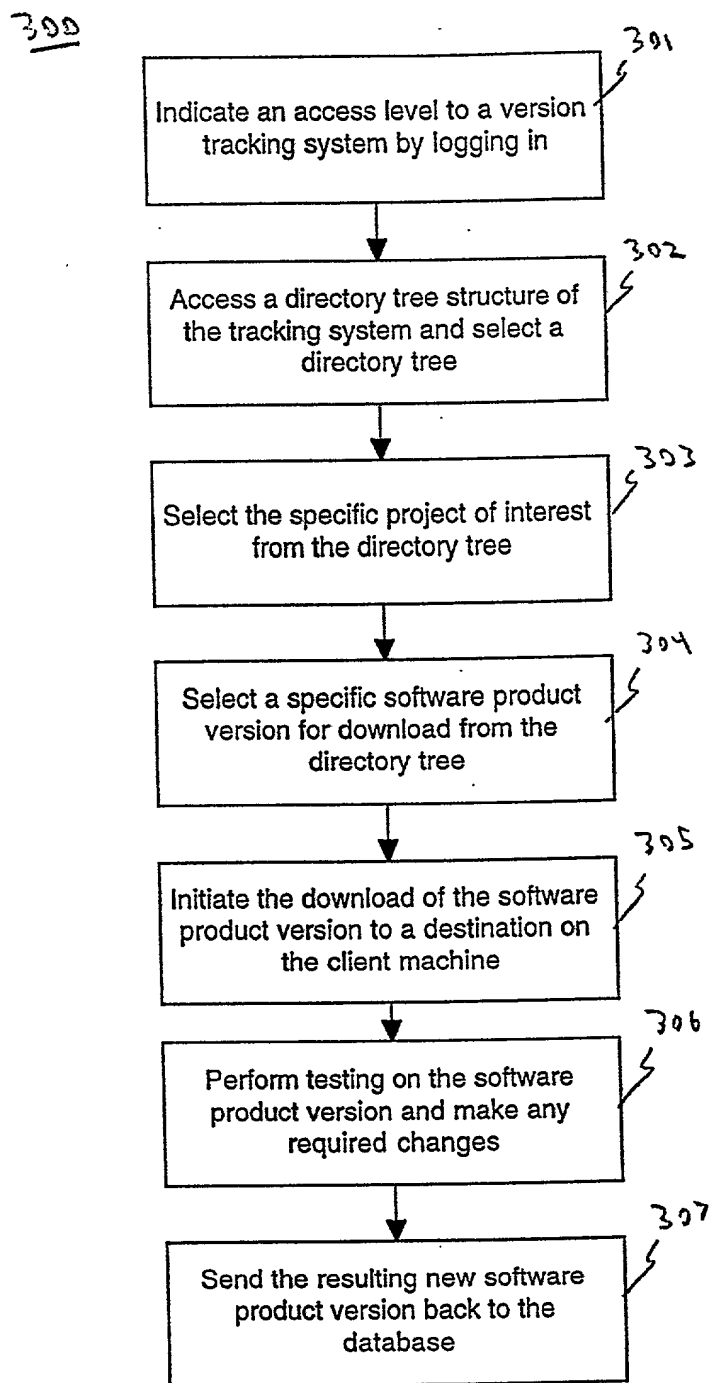 300
301
Indicate an access level to a version
tracking system by logging in
302
Access a directory tree structure of
the tracking system and select a
directory tree
303
Select the specific project of interest
from the directory tree
304
Select a specific software product
version for download from the
directory tree
305
Initiate the download of the software
product version to a destination on
the client machine
306
Perform testing on the software
product version and make any
required changes
307
Send the resulting new software
product version back to the
database